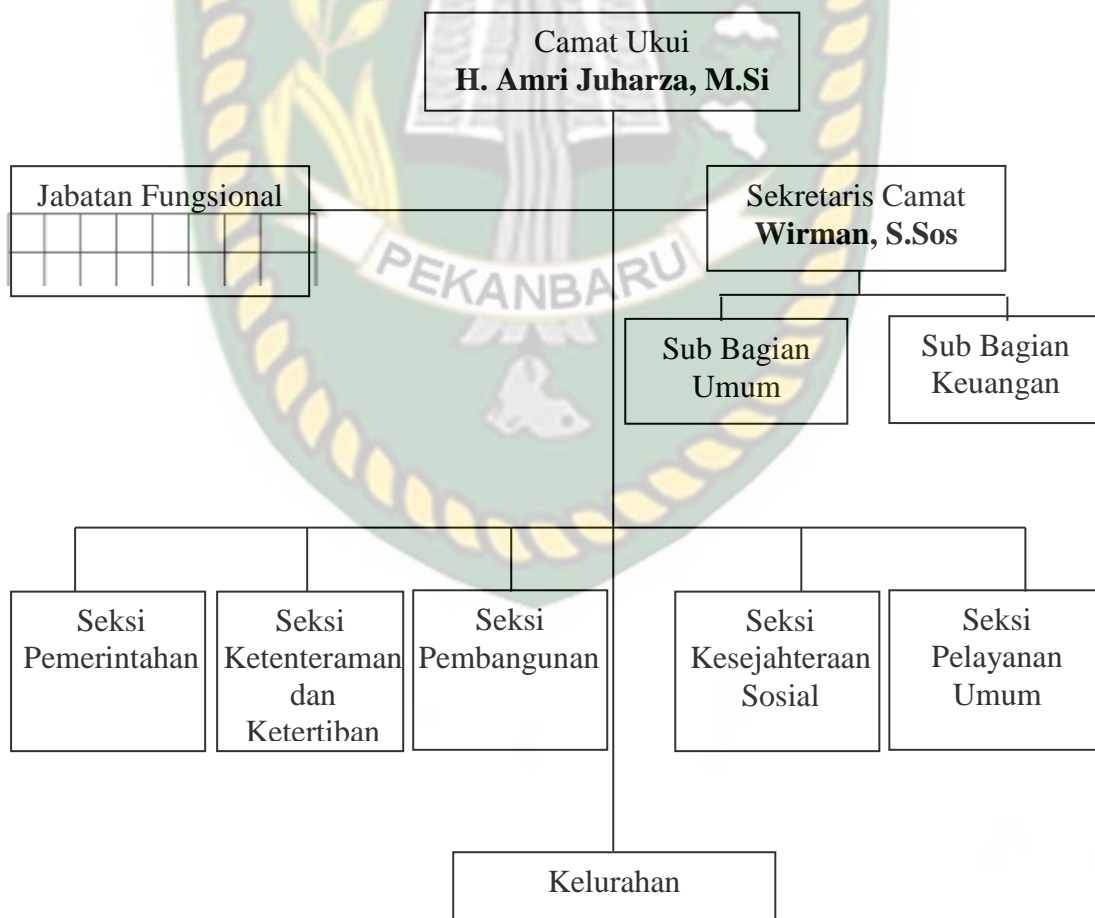 Camat Ukui
H. Amri Juharza, M.Si
Jabatan Fungsional
Sekretaris Camat
Wirman, S.Sos
PEKANBARU
Sub Bagian
Umum
Sub Bagian
Keuangan
Seksi
Pemerintahan
Seksi
Ketenteraman
dan
Ketertiban
Seksi
Pembangunan
Seksi
Kesejahteraan
Sosial
Seksi
Pelayanan
Umum
Kelurahan